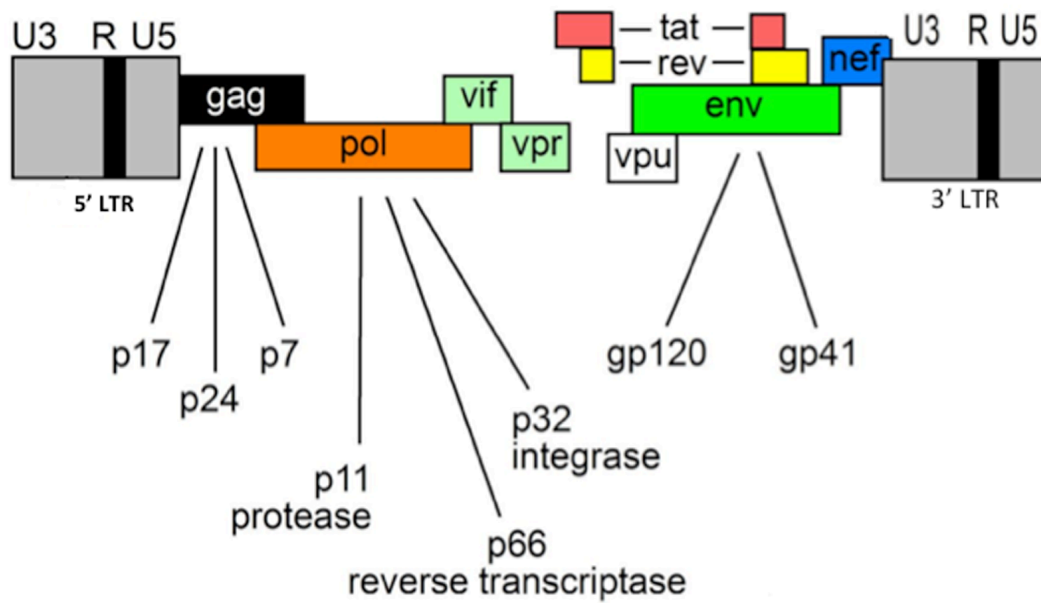 U3 R U5
gag
pol
vif
vpr
5’ LTR
tat
rev
nef
env
vpu
U3 R U5
3’ LTR
p17
p24
p7
p11
protease
p66
reverse transcriptase
p32
integrase
gp120
gp41